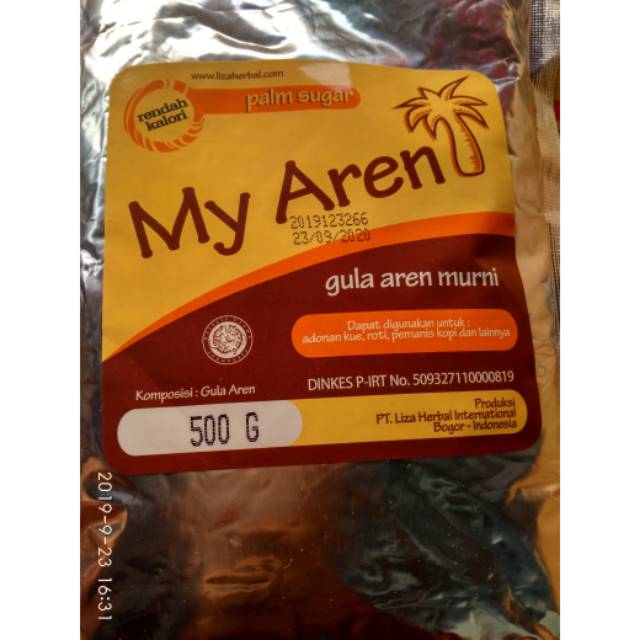 www.lizaherbal.com
rendah
kalori
palm sugar
My Aren
2019123266
23/09/2020
gula aren murni
Dapat digunakan untuk :
adonan kue, roti, pemanis kopi dan lainnya
Komposisi : Gula Aren
DINKES P-IRT No. 509327110000819
500 G
Produksi
PT. Liza Herbal International
Bogor - Indonesia
2019-9-23 16:31